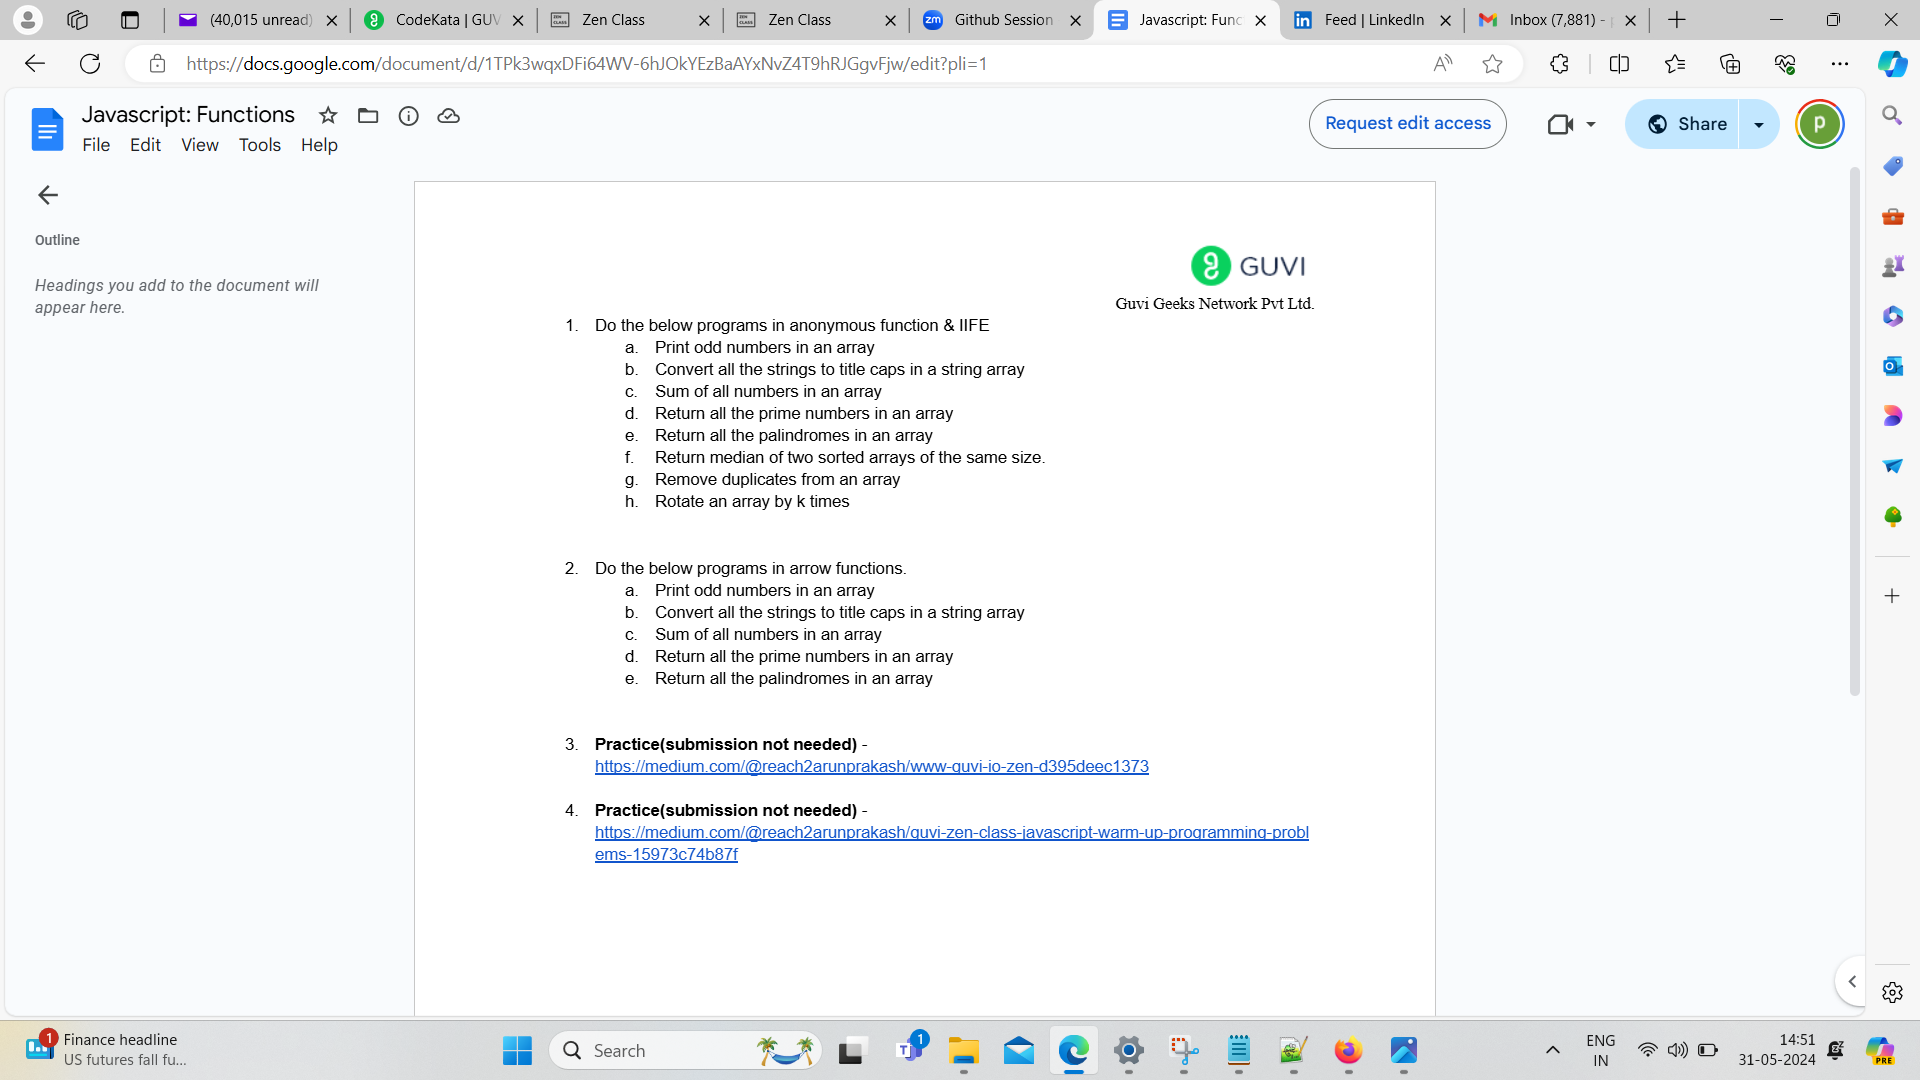 (40,015 unread)
CodeKata | GUV
Zen Class
Zen Class
zm
Github Session
Javascript: Func
Feed | LinkedIn
Inbox (7,881) -
https://docs.google.com/document/d/1TPk3wqxDFi64WV-6hJOkYEzBaAYxNvZ4T9hRJGgvFjw/edit?pli=1
Javascript: Functions
Request edit access
Share
p
File Edit View Tools Help
Outline
Headings you add to the document will
appear here.
GUVI
Guvi Geeks Network Pvt Ltd.
1. Do the below programs in anonymous function & IIFE
a. Print odd numbers in an array
b. Convert all the strings to title caps in a string array
c. Sum of all numbers in an array
d. Return all the prime numbers in an array
e. Return all the palindromes in an array
f. Return median of two sorted arrays of the same size.
g. Remove duplicates from an array
h. Rotate an array by k times
2. Do the below programs in arrow functions.
a. Print odd numbers in an array
b. Convert all the strings to title caps in a string array
c. Sum of all numbers in an array
d. Return all the prime numbers in an array
e. Return all the palindromes in an array
3. Practice(submission not needed) -
https://medium.com/@reach2arunprakash/www-guvi-io-zen-d395deec1373
4. Practice(submission not needed) -
https://medium.com/@reach2arunprakash/guvi-zen-class-javascript-warm-up-programming-probl
ems-15973c74b87f
1
Finance headline
US futures fall fu...
Search
1
ENG
IN
14:51
31-05-2024
PRE